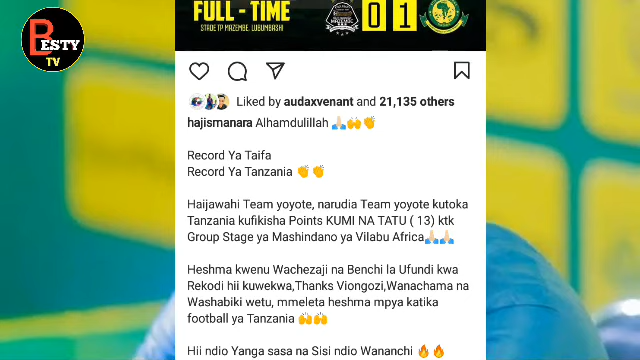 BESTY
TV
FULL - TIME
STADE TP MAZEMBE, LUBUMBASHI
0 1
Liked by audaxvenant and 21,135 others
hajismanara Alhamdulillah 🙏🏻🙌👏
Record Ya Taifa
Record Ya Tanzania 👏👏
Haijawahi Team yoyote, narudia Team yoyote kutoka
Tanzania kufikisha Points KUMI NA TATU ( 13) ktk
Group Stage ya Mashindano ya Vilabu Africa🙏🏻🙏🏻
Heshma kwenu Wachezaji na Benchi la Ufundi kwa
Rekodi hii kuwekwa,Thanks Viongozi,Wanachama na
Washabiki wetu, mmeleta heshma mpya katika
football ya Tanzania 🙌🙌
Hii ndio Yanga sasa na Sisi ndio Wananchi 🔥🔥